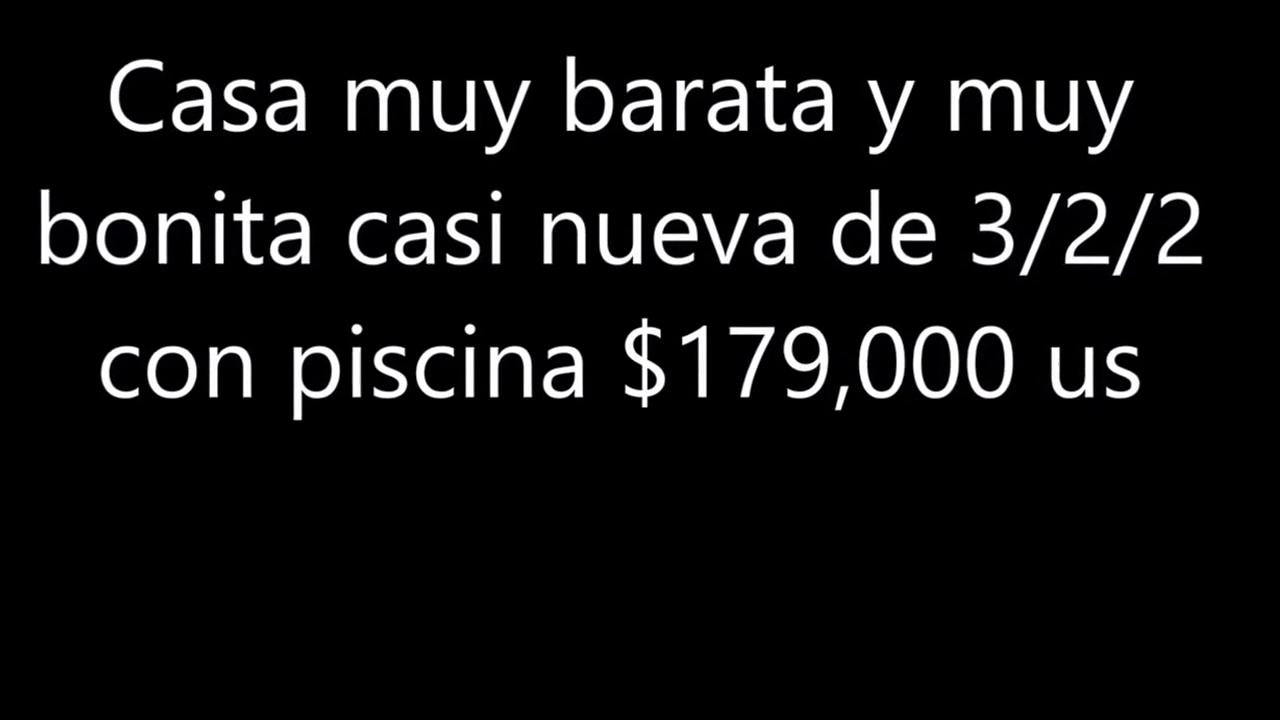 Casa muy barata y muy
bonita casi nueva de 3/2/2
con piscina $179,000 us